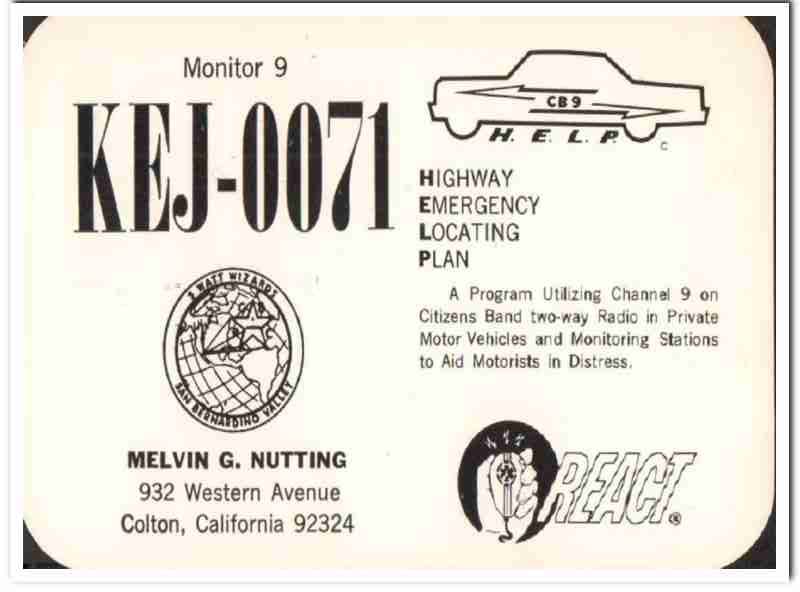 Monitor 9
KEJ-0071
5 WATT WIZARDS
SAN BERNARDINO VALLEY
MELVIN G. NUTTING
932 Western Avenue
Colton, California 92324
CB 9
H. E. L. P.
C
HIGHWAY
EMERGENCY
LOCATING
PLAN
A Program Utilizing Channel 9 on
Citizens Band two-way Radio in Private
Motor Vehicles and Monitoring Stations
to Aid Motorists in Distress.
REACT®